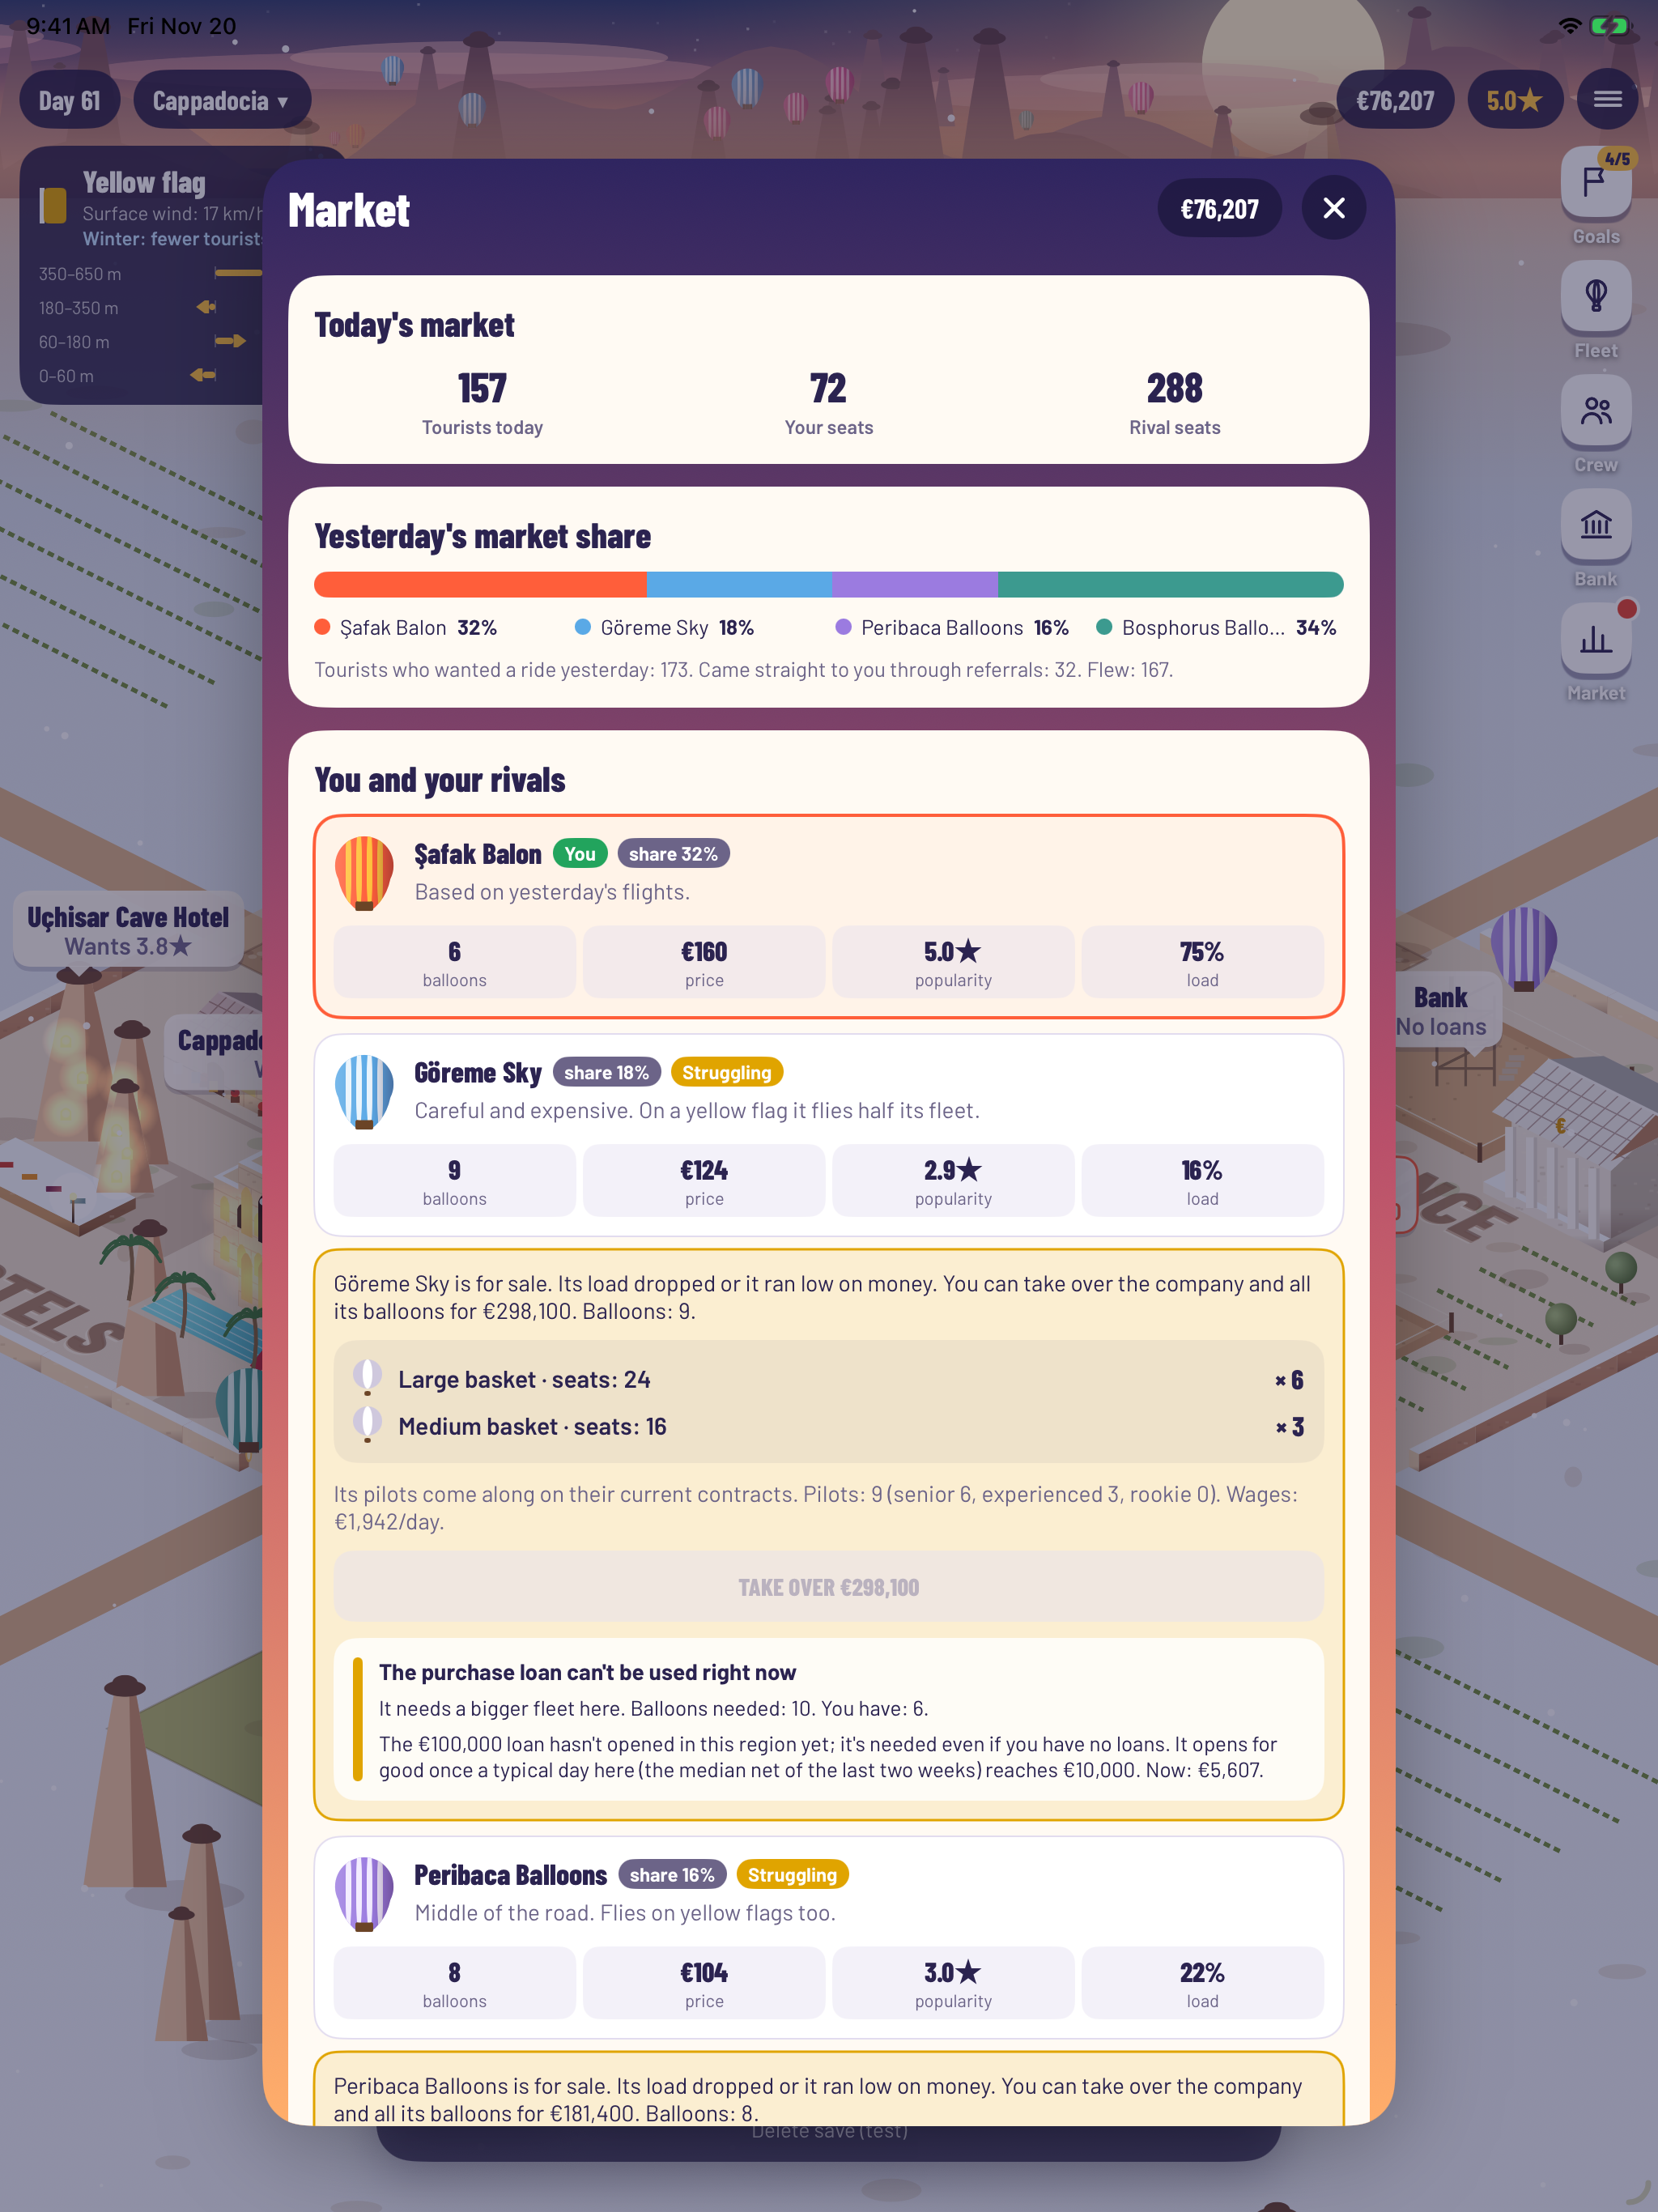 9:41 AM Fri Nov 20
Day 61
Cappadocia ▾
€76,207
5.0★
Yellow flag
Surface wind: 17 km/h
Winter: fewer tourists
350–650 m
180–350 m
60–180 m
0–60 m
4/5
Goals
Fleet
Crew
Bank
Market
Market
€76,207
Today's market
157
72
288
Tourists today
Your seats
Rival seats
Yesterday's market share
Şafak Balon 32%
Göreme Sky 18%
Peribaca Balloons 16%
Bosphorus Ballo... 34%
Tourists who wanted a ride yesterday: 173. Came straight to you through referrals: 32. Flew: 167.
You and your rivals
Şafak Balon You share 32%
Based on yesterday's flights.
6
€160
5.0★
75%
balloons
price
popularity
load
Göreme Sky share 18% Struggling
Careful and expensive. On a yellow flag it flies half its fleet.
9
€124
2.9★
16%
balloons
price
popularity
load
Göreme Sky is for sale. Its load dropped or it ran low on money. You can take over the company and all
its balloons for €298,100. Balloons: 9.
Large basket · seats: 24 × 6
Medium basket · seats: 16 × 3
Its pilots come along on their current contracts. Pilots: 9 (senior 6, experienced 3, rookie 0). Wages:
€1,942/day.
TAKE OVER €298,100
The purchase loan can't be used right now
It needs a bigger fleet here. Balloons needed: 10. You have: 6.
The €100,000 loan hasn't opened in this region yet; it's needed even if you have no loans. It opens for
good once a typical day here (the median net of the last two weeks) reaches €10,000. Now: €5,607.
Peribaca Balloons share 16% Struggling
Middle of the road. Flies on yellow flags too.
8
€104
3.0★
22%
balloons
price
popularity
load
Peribaca Balloons is for sale. Its load dropped or it ran low on money. You can take over the company
and all its balloons for €181,400. Balloons: 8.
Delete save (test)
Uçhisar Cave Hotel
Wants 3.8★
Bank
No loans